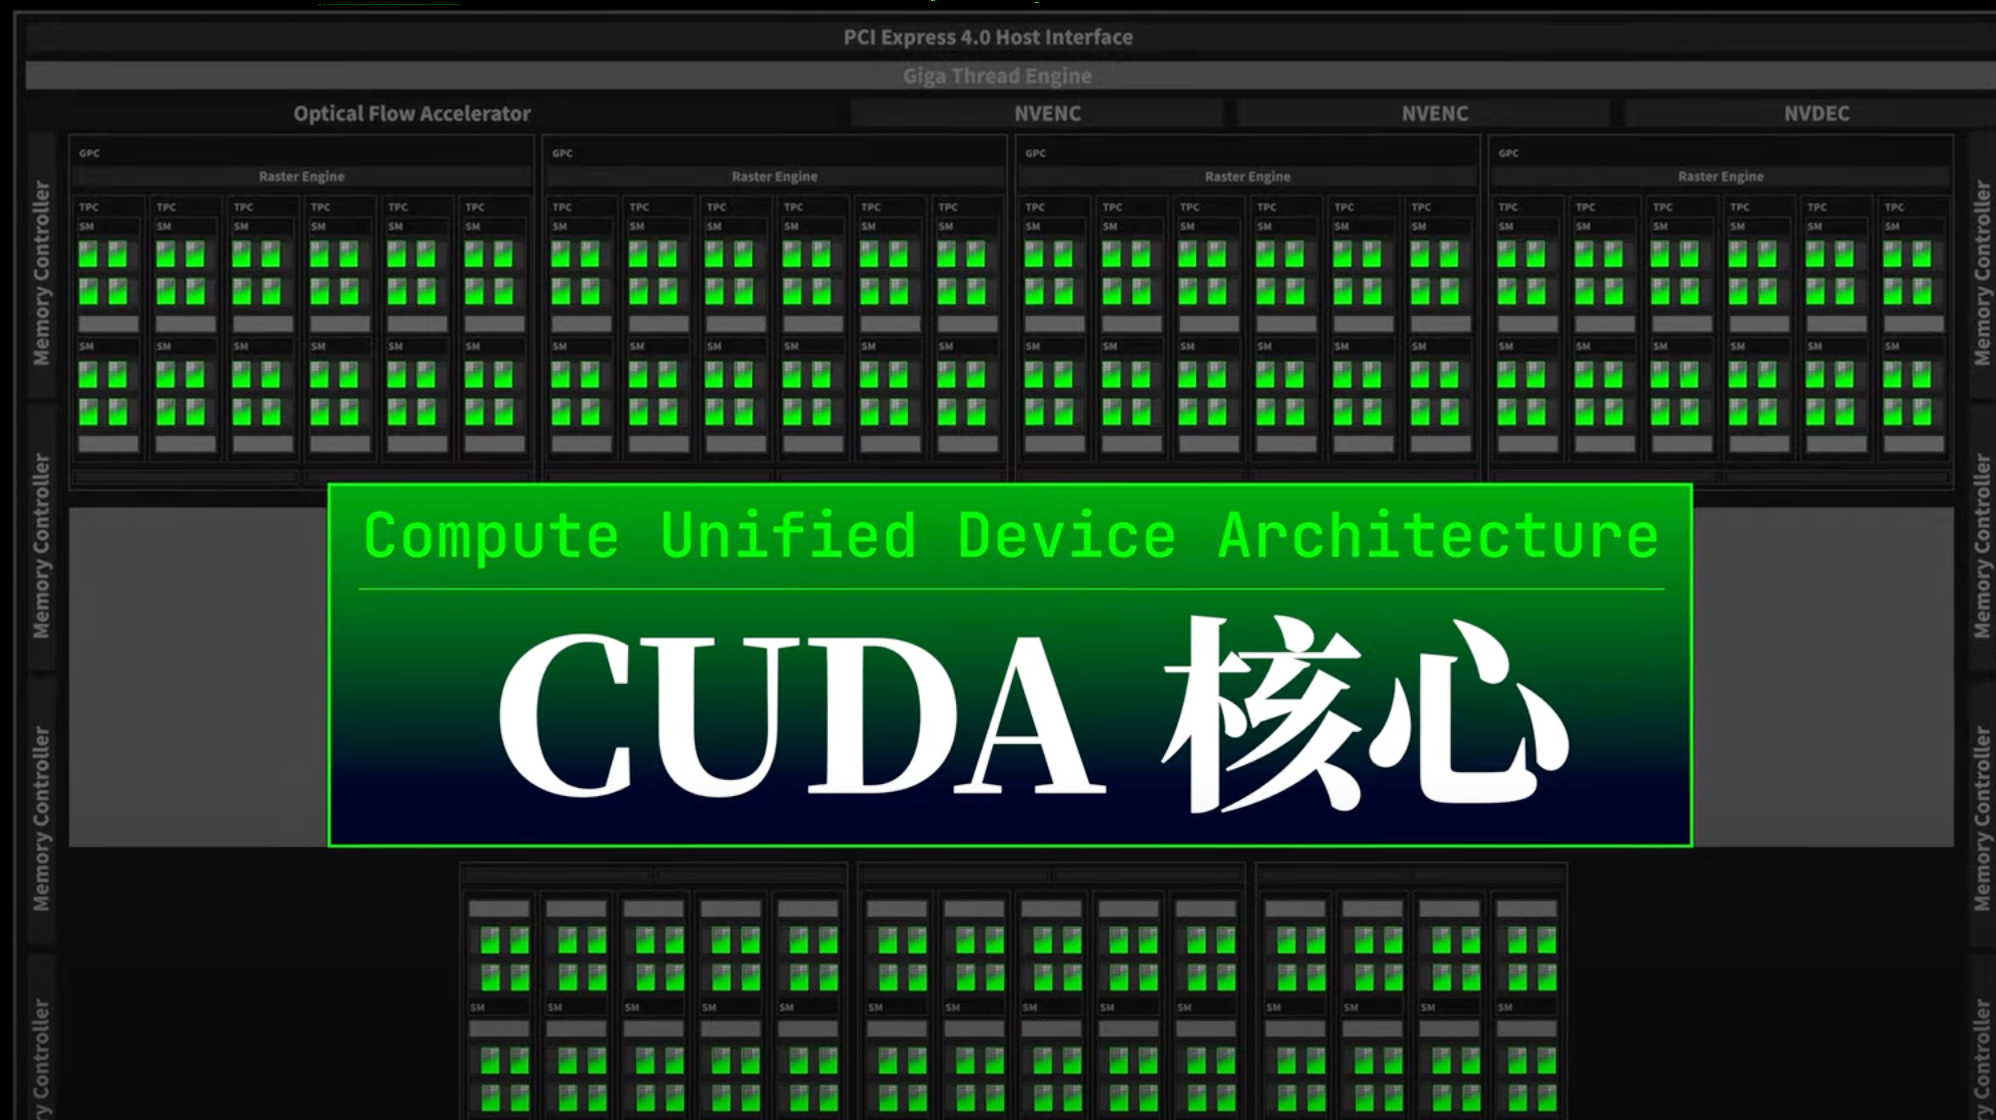 PCI Express 4.0 Host Interface
Giga Thread Engine
Optical Flow Accelerator NVENC NVENC NVDEC
GPC GPC GPC GPC
Raster Engine Raster Engine Raster Engine Raster Engine
TPC TPC TPC TPC TPC TPC TPC TPC TPC TPC TPC TPC TPC TPC TPC TPC TPC TPC TPC TPC TPC TPC TPC TPC
SM SM SM SM SM SM SM SM SM SM SM SM SM SM SM SM SM SM SM SM SM SM SM SM
Memory Controller Memory Controller
SM SM SM SM SM SM SM SM SM SM SM SM SM SM SM SM SM SM SM SM SM SM SM SM
Memory Controller Memory Controller
Compute Unified Device Architecture
CUDA 核心
Memory Controller Memory Controller
SM SM SM SM SM SM SM SM SM SM SM SM SM SM
y Controller ry Controller